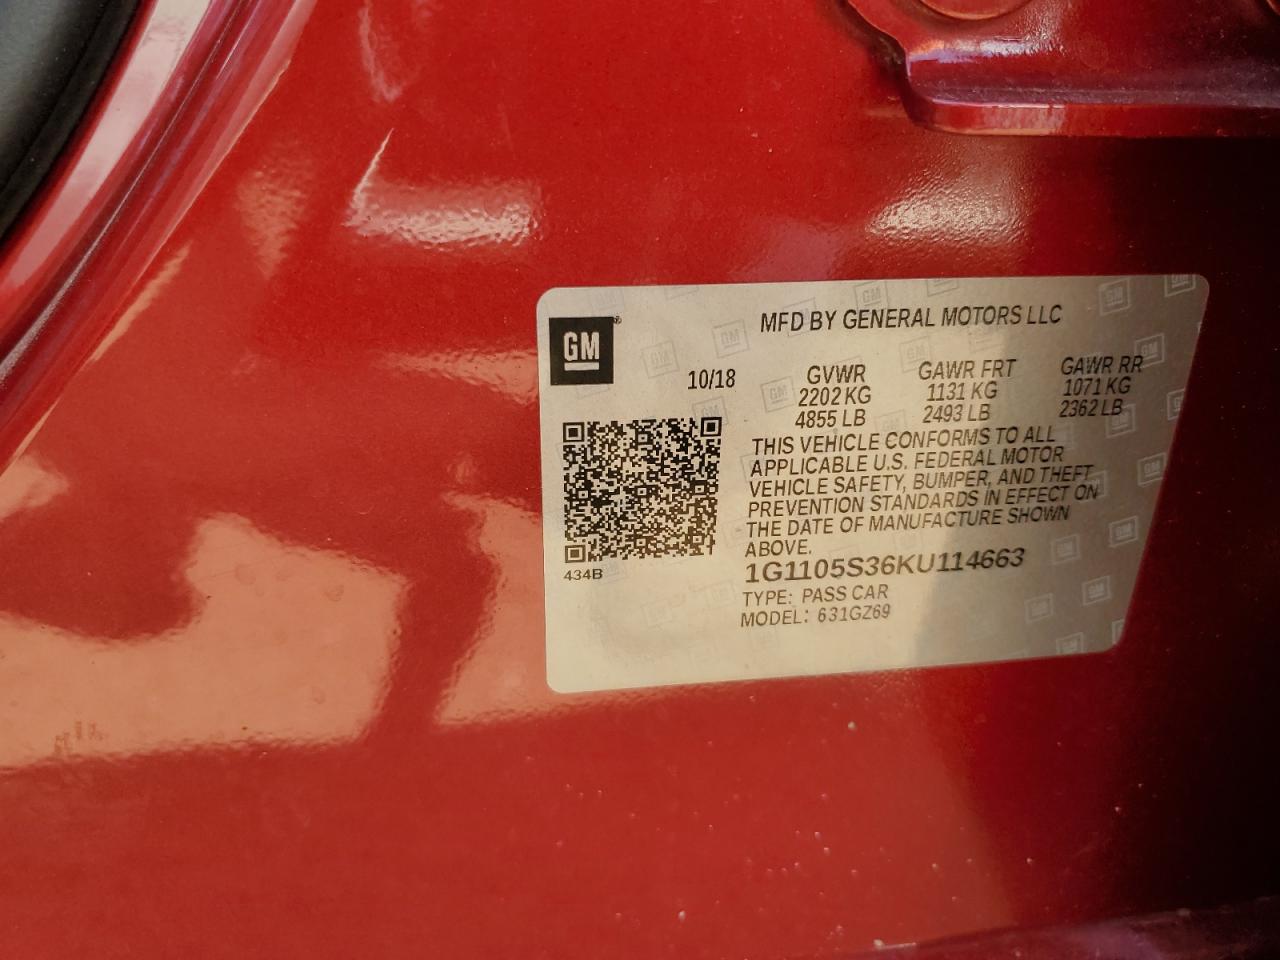 GM
MFD BY GENERAL MOTORS LLC
10/18
GVWR GAWR FRT GAWR RR
2202 KG 1131 KG 1071 KG
4855 LB 2493 LB 2362 LB
THIS VEHICLE CONFORMS TO ALL
APPLICABLE U.S. FEDERAL MOTOR
VEHICLE SAFETY, BUMPER, AND THEFT
PREVENTION STANDARDS IN EFFECT ON
THE DATE OF MANUFACTURE SHOWN
ABOVE.
434B
1G1105S36KU114663
TYPE: PASS CAR
MODEL: 631GZ69